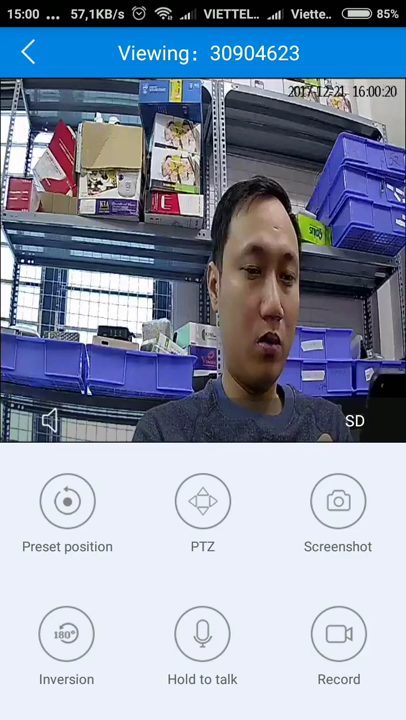 15:00 ... 57,1KB/s VIETTEL.. Viette.. 85%
Viewing: 30904623
2017-12-21 16:00:20
SD
Preset position
PTZ
Screenshot
180°
Inversion
Hold to talk
Record